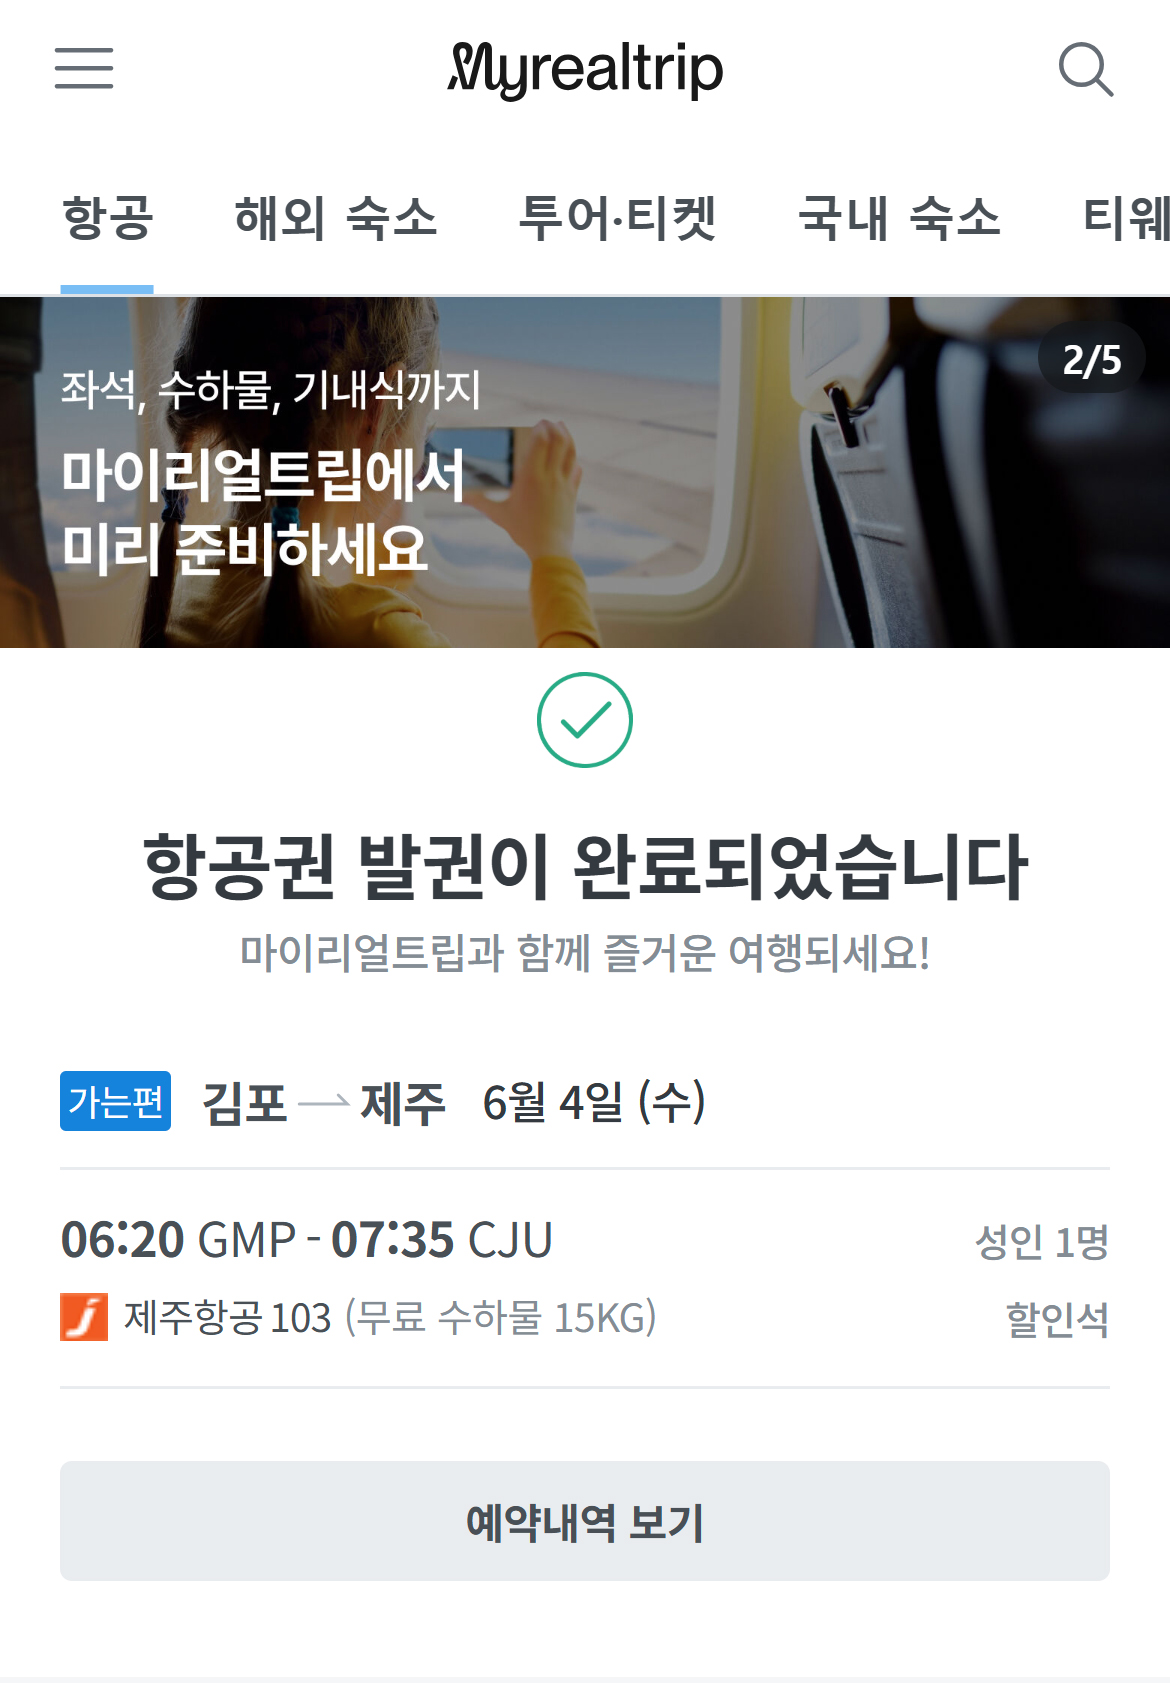 Myrealtrip
항공 해외 숙소 투어·티켓 국내 숙소 티웨
2/5
좌석, 수하물, 기내식까지
마이리얼트립에서
미리 준비하세요
항공권 발권이 완료되었습니다
마이리얼트립과 함께 즐거운 여행되세요!
가는편 김포 → 제주 6월 4일 (수)
06:20 GMP - 07:35 CJU 성인 1명
제주항공 103 (무료 수하물 15KG) 할인석
예약내역 보기